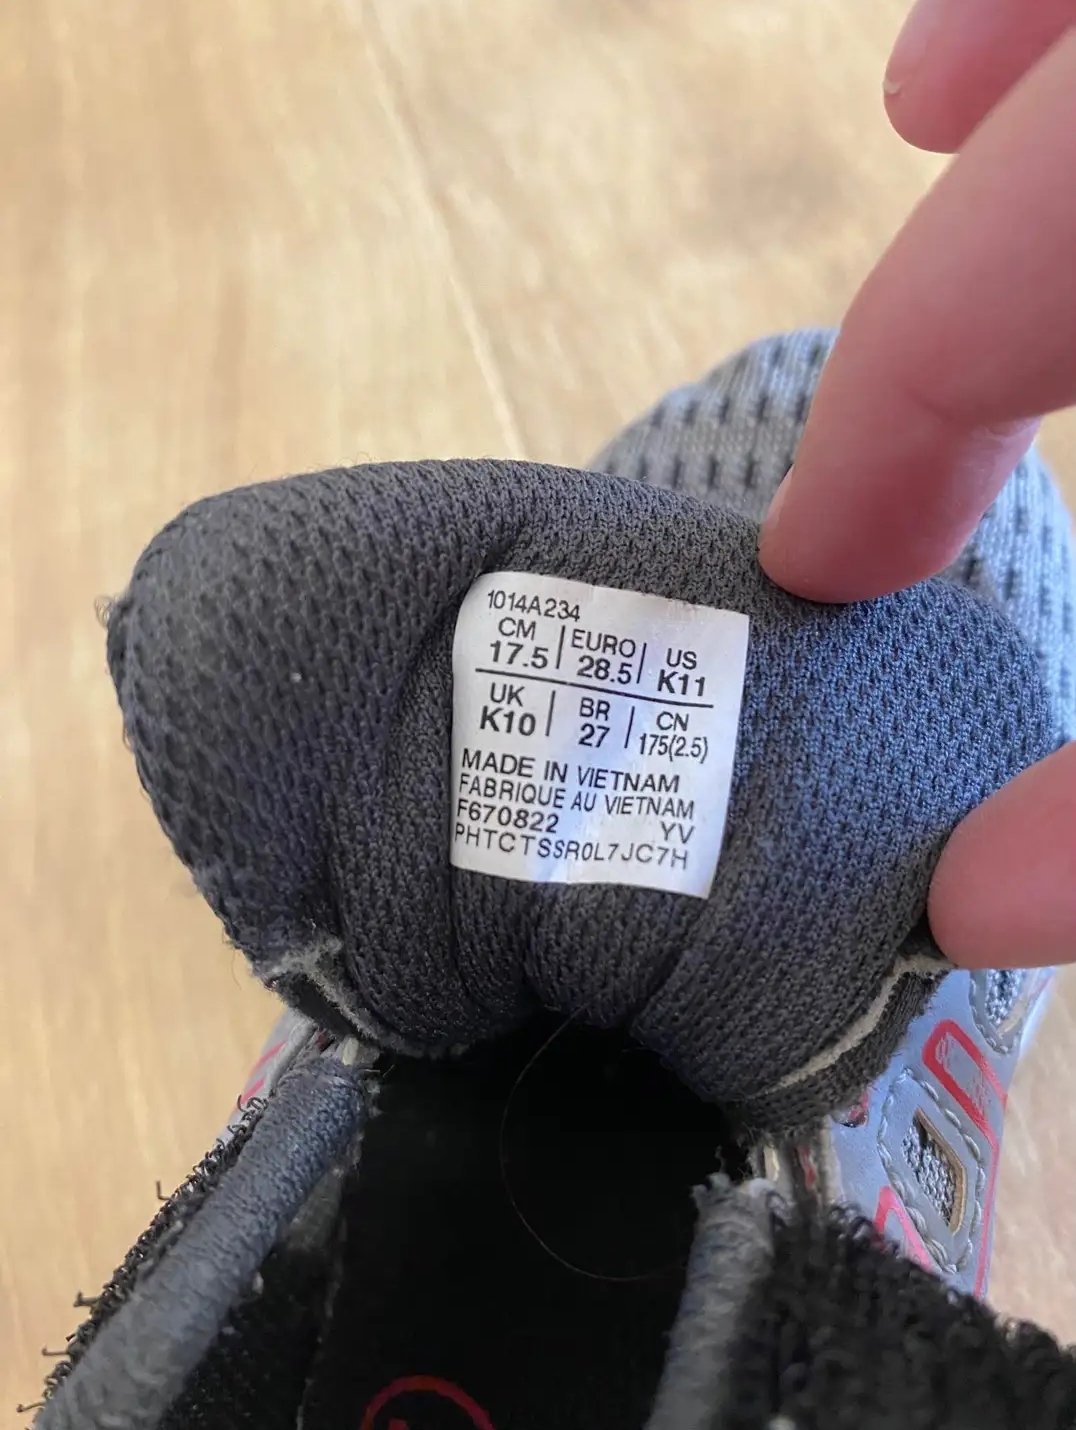 1014A234
CM | EURO | US
17.5 | 28.5 | K11
UK | BR | CN
K10 | 27 | 175(2.5)
MADE IN VIETNAM
FABRIQUE AU VIETNAM
F670822 YV
PHTCTSSR0L7JC7H